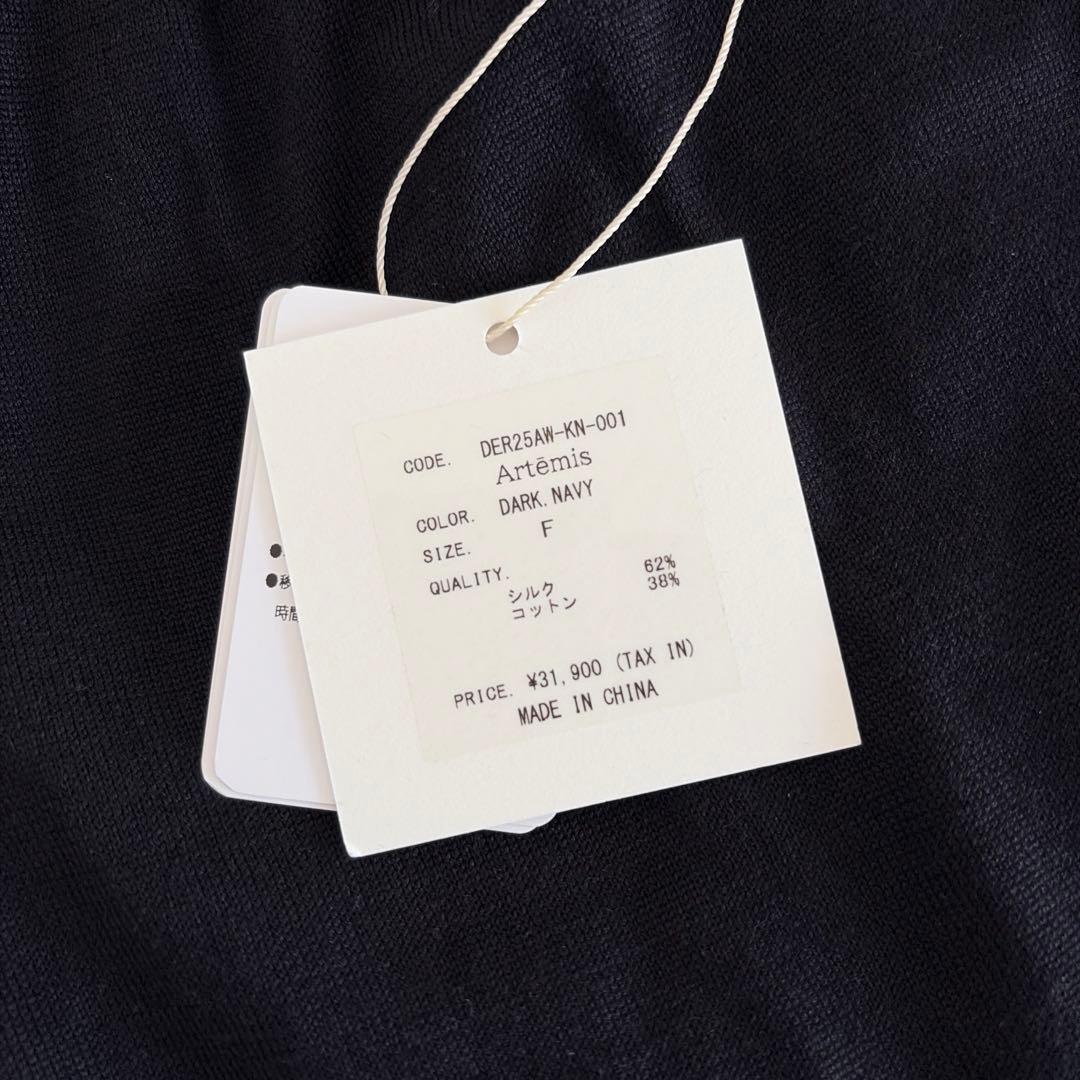 CODE. DER25AW-KN-001
Artēmis
COLOR. DARK.NAVY
SIZE. F
QUALITY.
シルク 62%
コットン 38%
PRICE. ¥31,900 (TAX IN)
MADE IN CHINA
●
●移
時間